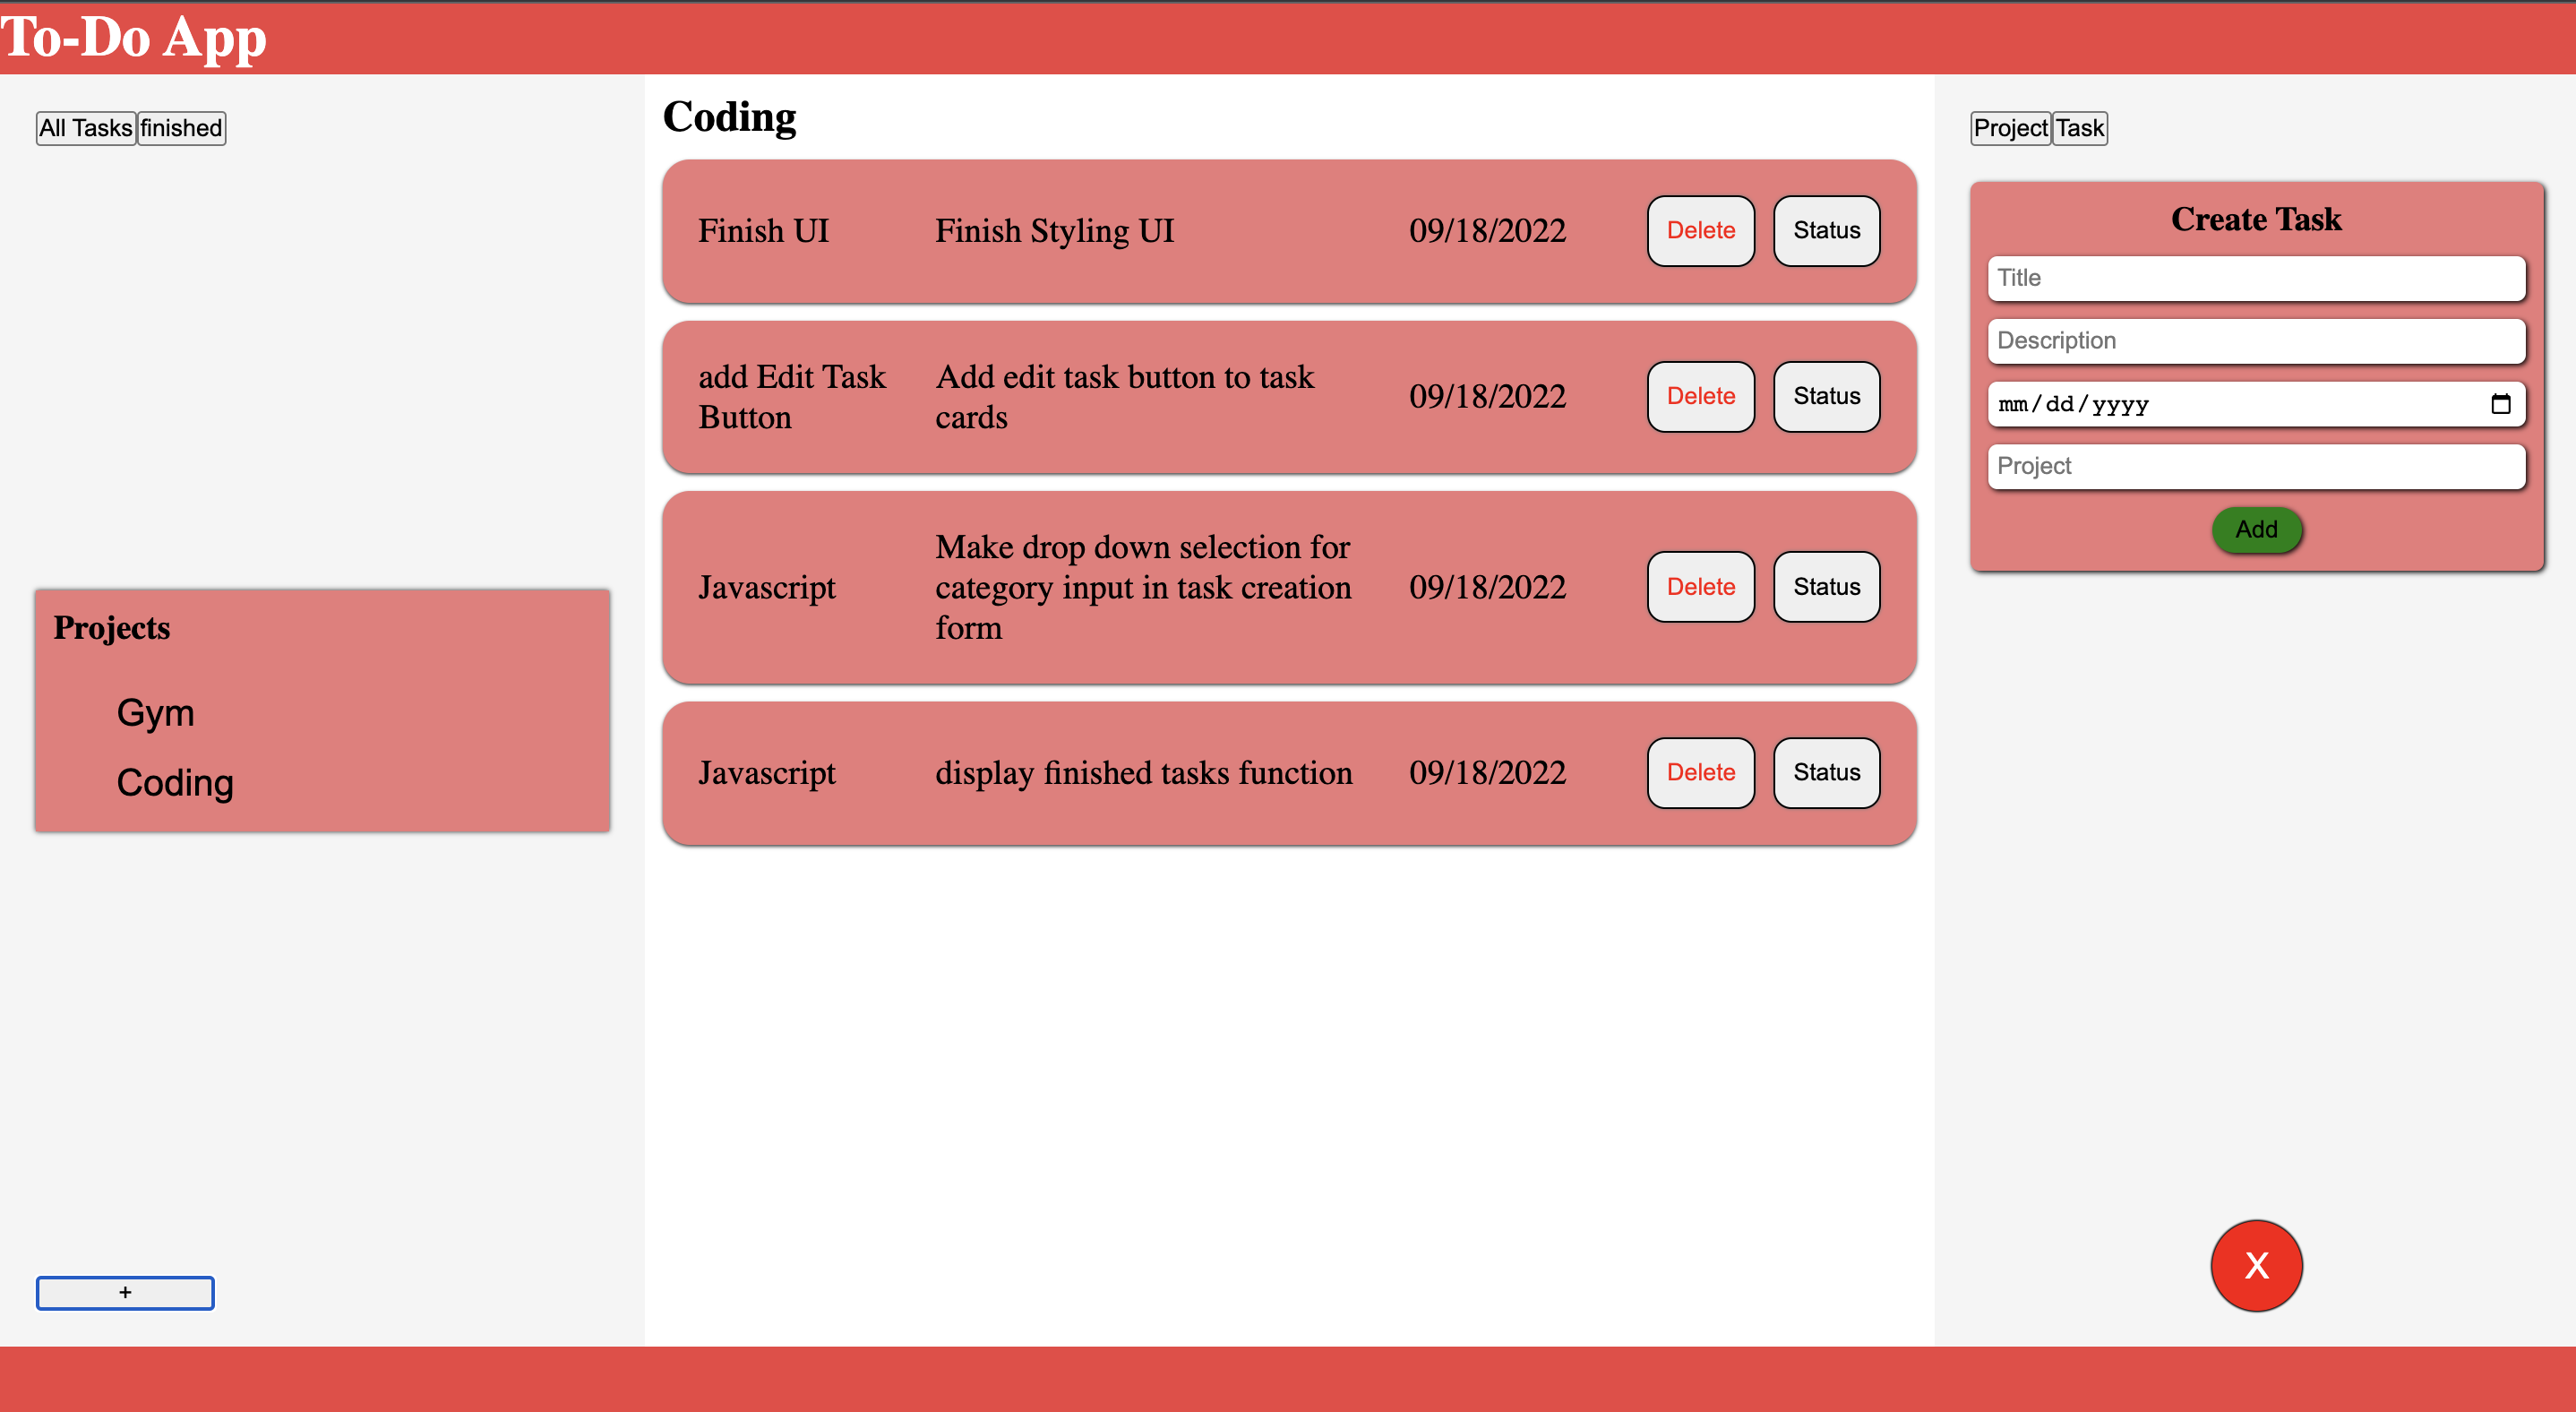 To-Do App
All Tasks finished
Projects
Gym
Coding
+
Coding
Finish UI
Finish Styling UI
09/18/2022
Delete
Status
add Edit Task
Button
Add edit task button to task
cards
09/18/2022
Delete
Status
Javascript
Make drop down selection for
category input in task creation
form
09/18/2022
Delete
Status
Javascript
display finished tasks function
09/18/2022
Delete
Status
Project Task
Create Task
Title
Description
mm/dd/yyyy
Project
Add
X